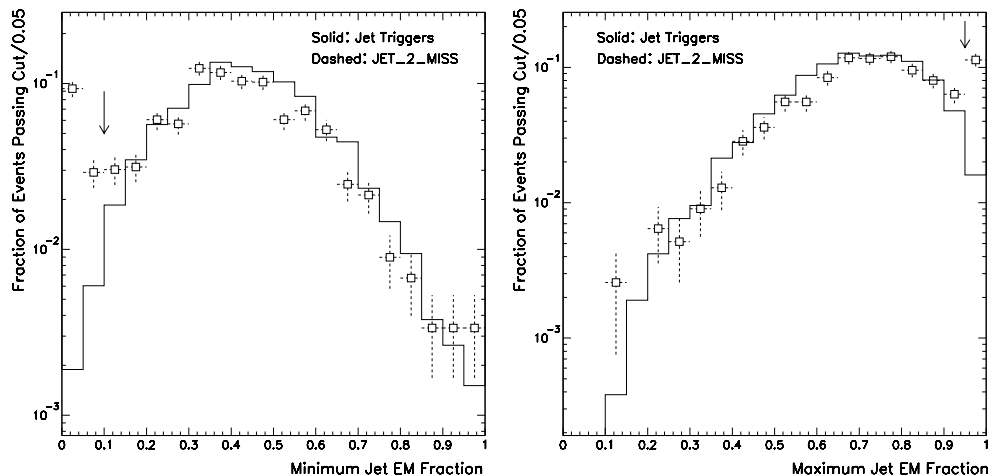 Fraction of Events Passing Cut/0.05
Solid: Jet Triggers
Dashed: JET_2_MISS
10^-1
10^-2
10^-3
0 0.1 0.2 0.3 0.4 0.5 0.6 0.7 0.8 0.9 1
Minimum Jet EM Fraction
Fraction of Events Passing Cut/0.05
Solid: Jet Triggers
Dashed: JET_2_MISS
10^-1
10^-2
10^-3
0 0.1 0.2 0.3 0.4 0.5 0.6 0.7 0.8 0.9 1
Maximum Jet EM Fraction